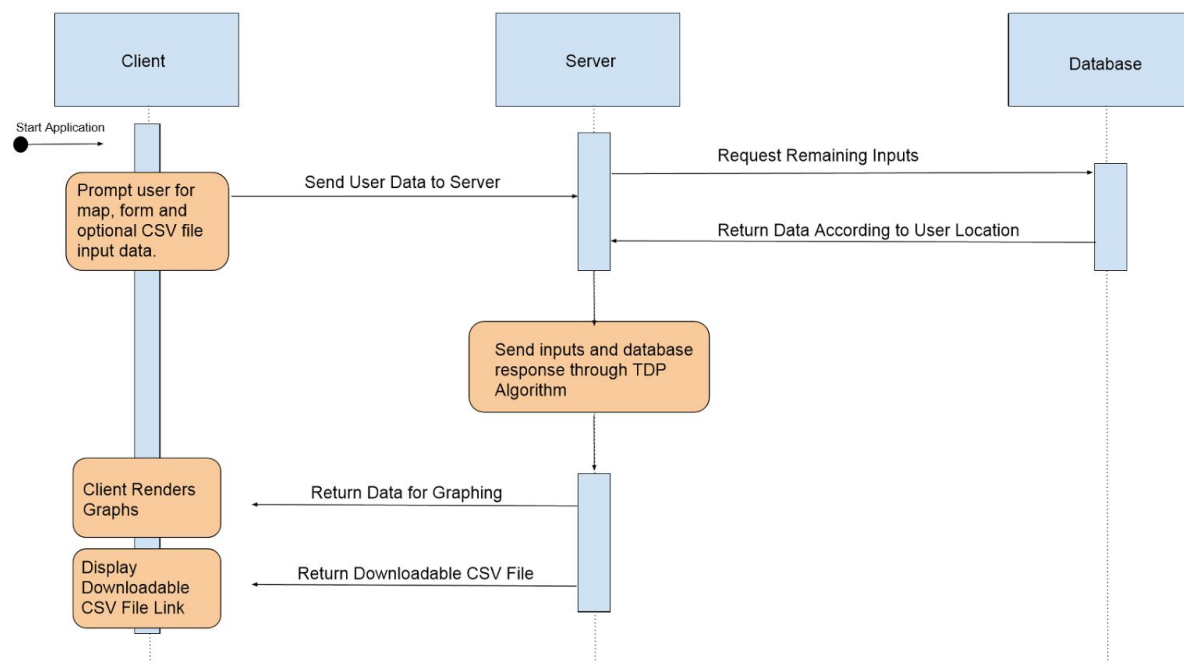 Client
Server
Database
Start Application
Request Remaining Inputs
Prompt user for
map, form and
optional CSV file
input data.
Send User Data to Server
Return Data According to User Location
Send inputs and database
response through TDP
Algorithm
Client Renders
Graphs
Return Data for Graphing
Display
Downloadable
CSV File Link
Return Downloadable CSV File